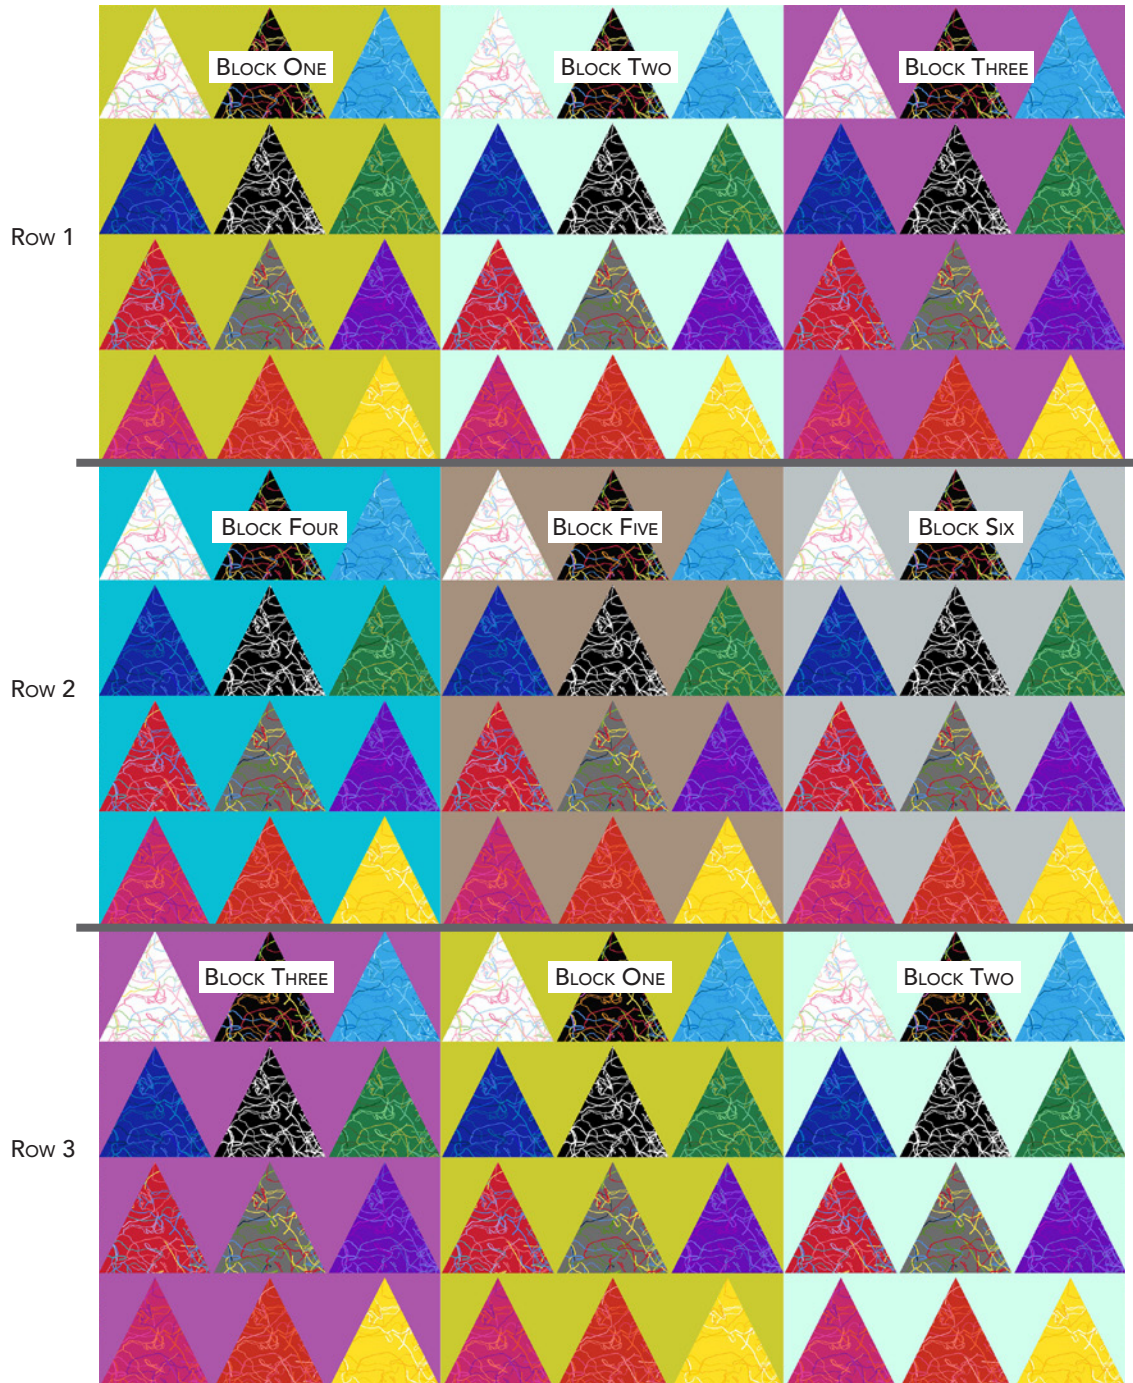 Block One
Block Two
Block Three
Row 1
Block Four
Block Five
Block Six
Row 2
Block Three
Block One
Block Two
Row 3